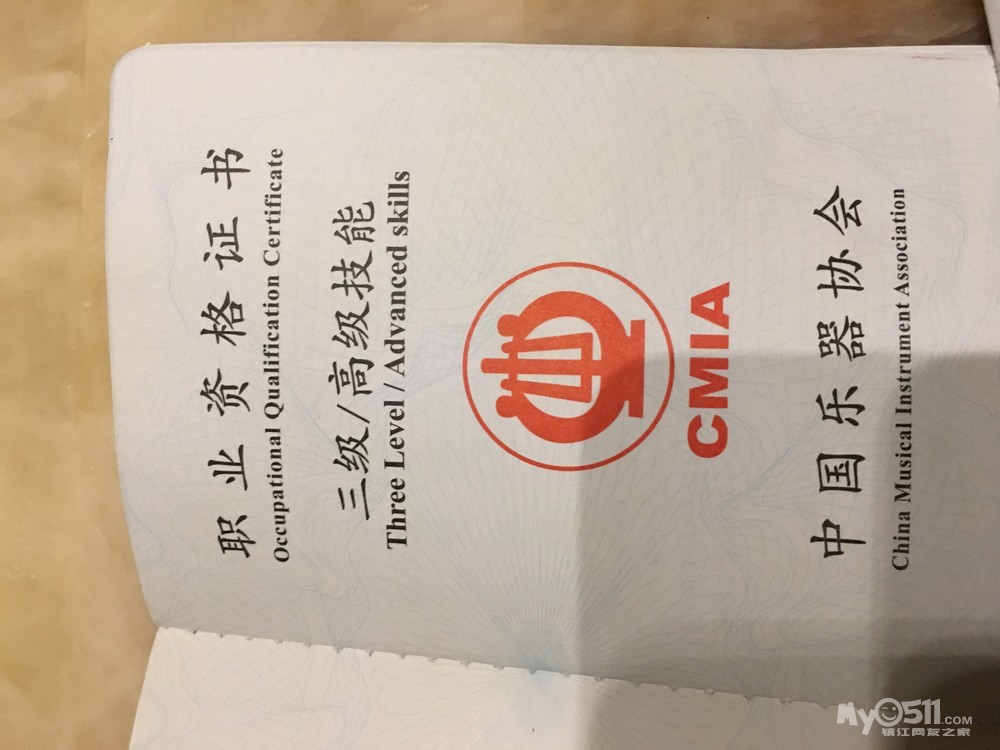 职业资格证书
Occupational Qualification Certificate
三级/高级技能
Three Level / Advanced skills
CMIA
中国乐器协会
China Musical Instrument Association
My0511.COM
镇江网友之家